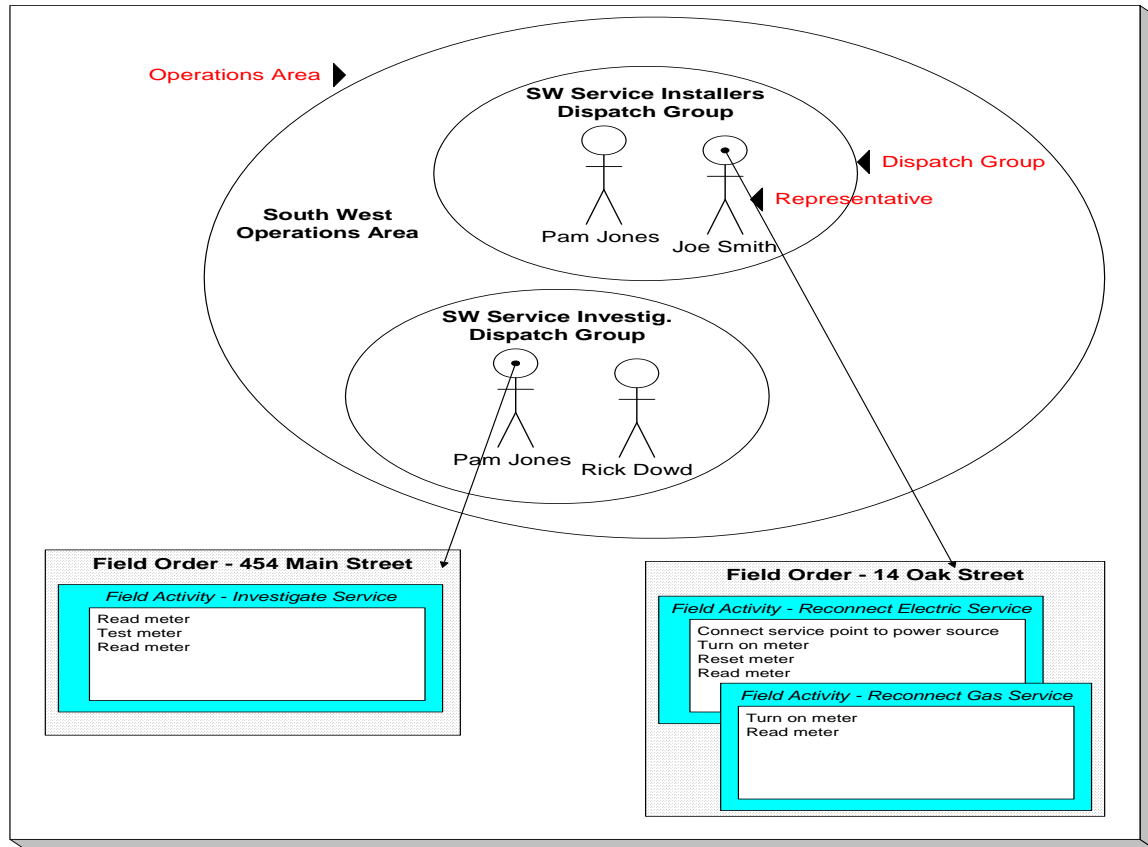 Operations Area
SW Service Installers
Dispatch Group
Dispatch Group
Representative
Pam Jones
Joe Smith
South West
Operations Area
SW Service Investig.
Dispatch Group
Pam Jones
Rick Dowd
Field Order - 454 Main Street
Field Activity - Investigate Service
Read meter
Test meter
Read meter
Field Order - 14 Oak Street
Field Activity - Reconnect Electric Service
Connect service point to power source
Turn on meter
Reset meter
Read meter
Field Activity - Reconnect Gas Service
Turn on meter
Read meter